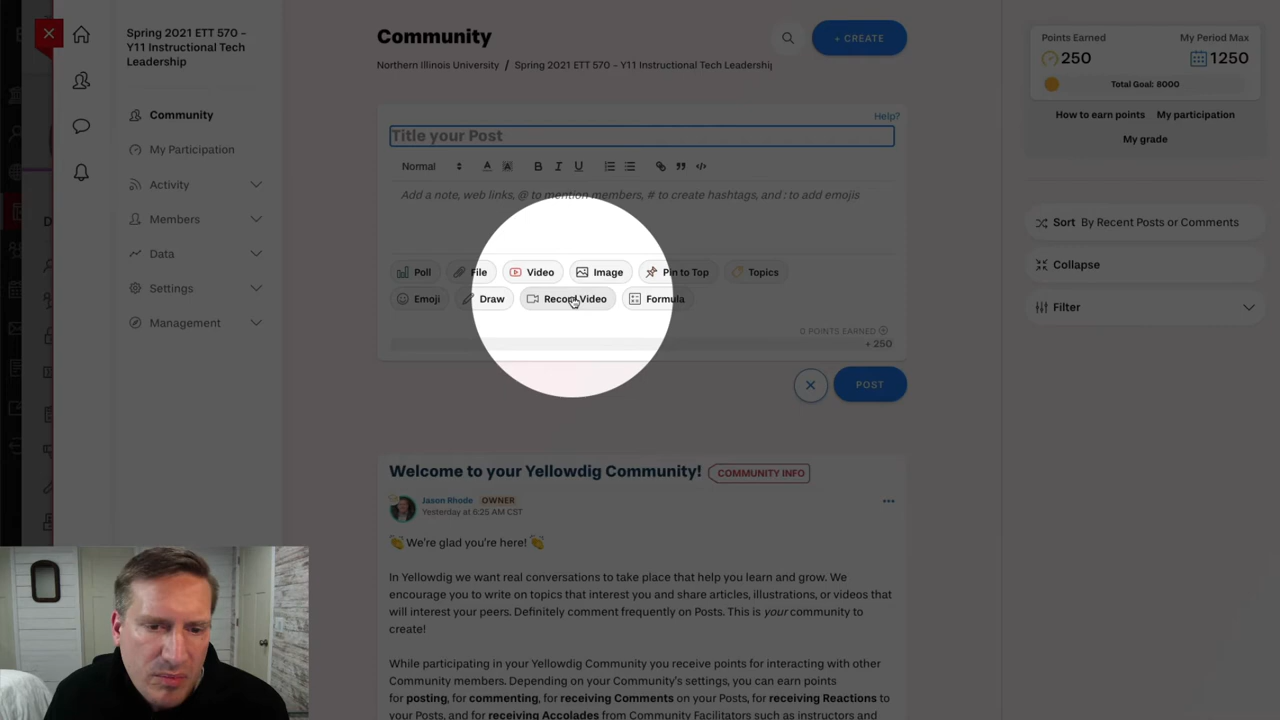 Spring 2021 ETT 570 -
Y11 Instructional Tech
Leadership
Community
My Participation
Activity
Members
Data
Settings
Management
Community
+ CREATE
Northern Illinois University / Spring 2021 ETT 570 - Y11 Instructional Tech Leadership
Help?
Title your Post
Normal
A
A
B I U
Add a note, web links, @ to mention members, # to create hashtags, and : to add emojis
Poll File Video Image Pin to Top Topics
Emoji Draw Record Video Formula
0 POINTS EARNED
+ 250
POST
Welcome to your Yellowdig Community! COMMUNITY INFO
Jason Rhode OWNER
Yesterday at 6:25 AM CST
👏 We're glad you're here! 👏
In Yellowdig we want real conversations to take place that help you learn and grow. We
encourage you to write on topics that interest you and share articles, illustrations, or videos that
will interest your peers. Definitely comment frequently on Posts. This is your community to
create!
While participating in your Yellowdig Community you receive points for interacting with other
Community members. Depending on your Community's settings, you can earn points
for posting, for commenting, for receiving Comments on your Posts, for receiving Reactions to
your Posts, and for receiving Accolades from Community Facilitators such as instructors and
Points Earned
250
My Period Max
1250
Total Goal: 8000
How to earn points My participation
My grade
Sort By Recent Posts or Comments
Collapse
Filter